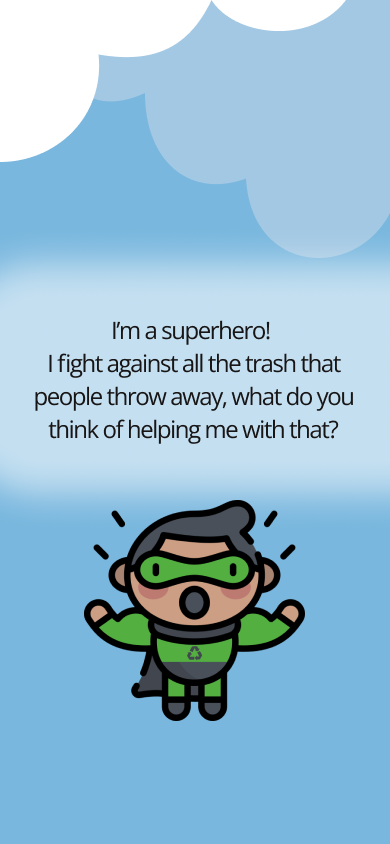 I'm a superhero!
I fight against all the trash that
people throw away, what do you
think of helping me with that?